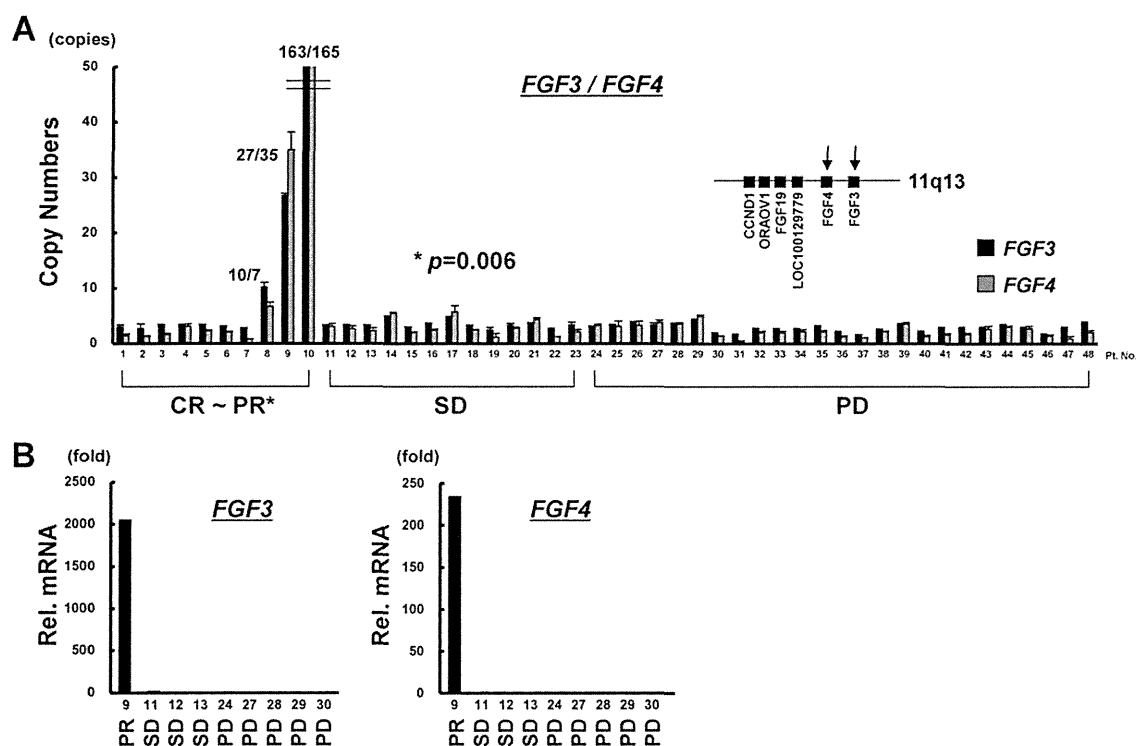 A
(copies)
163/165
50
FGF3 / FGF4
40
27/35
30
11q13
CCND1
ORAOV1
FGF19
LOC100129779
FGF4
FGF3
Copy Numbers
20
* p=0.006
FGF3
10/7
FGF4
10
0
1 2 3 4 5 6 7 8 9 10 11 12 13 14 15 16 17 18 19 20 21 22 23 24 25 26 27 28 29 30 31 32 33 34 35 36 37 38 39 40 41 42 43 44 45 46 47 48 Pt. No.
CR ~ PR* SD PD
B
(fold)
2500
FGF3
2000
1500
Rel. mRNA
1000
500
0
9 11 12 13 24 27 28 29 30
PR SD SD SD PD PD PD PD PD
(fold)
250
FGF4
200
150
Rel. mRNA
100
50
0
9 11 12 13 24 27 28 29 30
PR SD SD SD PD PD PD PD PD